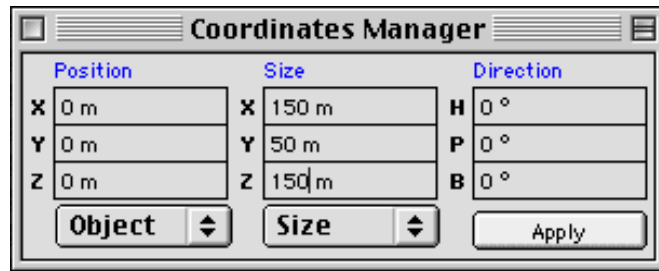 Coordinates Manager
Position Size Direction
X 0 m X 150 m H 0 °
Y 0 m Y 50 m P 0 °
Z 0 m Z 150 m B 0 °
Object Size Apply